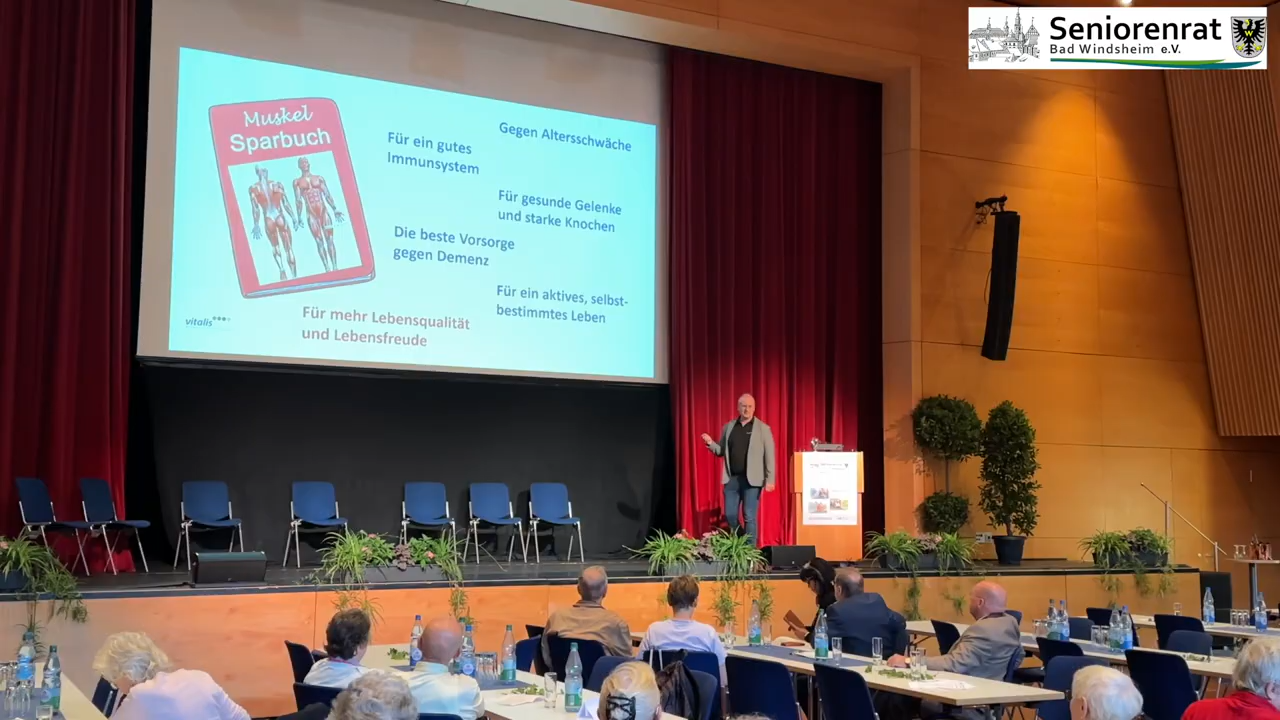 Seniorenrat
Bad Windsheim e.V.
Muskel
Sparbuch
Gegen Altersschwäche
Für ein gutes
Immunsystem
Für gesunde Gelenke
und starke Knochen
Die beste Vorsorge
gegen Demenz
Für ein aktives, selbst-
bestimmtes Leben
Für mehr Lebensqualität
und Lebensfreude
vitalis